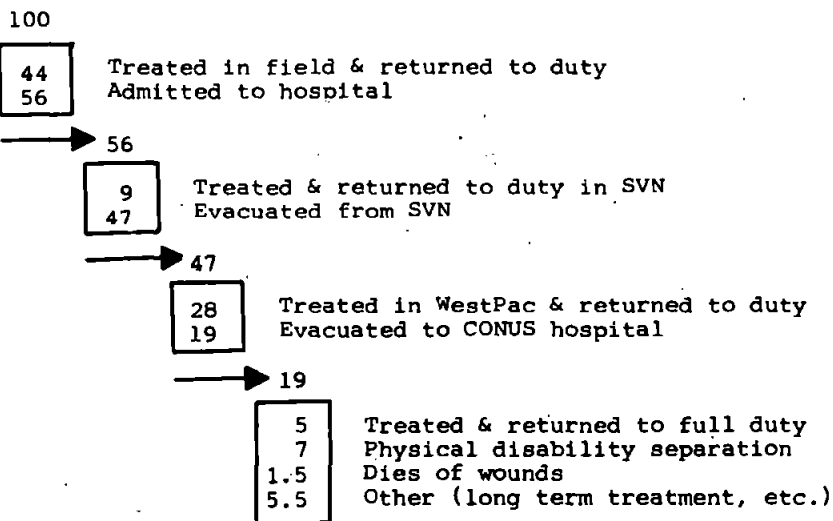 100
44 Treated in field & returned to duty
56 Admitted to hospital
56
9 Treated & returned to duty in SVN
47 Evacuated from SVN
47
28 Treated in WestPac & returned to duty
19 Evacuated to CONUS hospital
19
5 Treated & returned to full duty
7 Physical disability separation
1.5 Dies of wounds
5.5 Other (long term treatment, etc.)